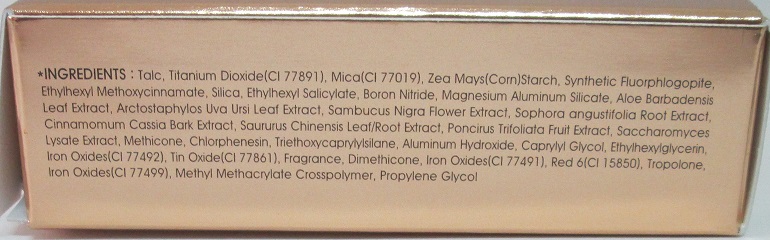 *INGREDIENTS : Talc, Titanium Dioxide(CI 77891), Mica(CI 77019), Zea Mays(Corn)Starch, Synthetic Fluorphlogopite,
Ethylhexyl Methoxycinnamate, Silica, Ethylhexyl Salicylate, Boron Nitride, Magnesium Aluminum Silicate, Aloe Barbadensis
Leaf Extract, Arctostaphylos Uva Ursi Leaf Extract, Sambucus Nigra Flower Extract, Sophora angustifolia Root Extract,
Cinnamomum Cassia Bark Extract, Saururus Chinensis Leaf/Root Extract, Poncirus Trifoliata Fruit Extract, Saccharomyces
Lysate Extract, Methicone, Chlorphenesin, Triethoxycaprylylsilane, Aluminum Hydroxide, Caprylyl Glycol, Ethylhexylglycerin,
Iron Oxides(CI 77492), Tin Oxide(CI 77861), Fragrance, Dimethicone, Iron Oxides(CI 77491), Red 6(CI 15850), Tropolone,
Iron Oxides(CI 77499), Methyl Methacrylate Crosspolymer, Propylene Glycol